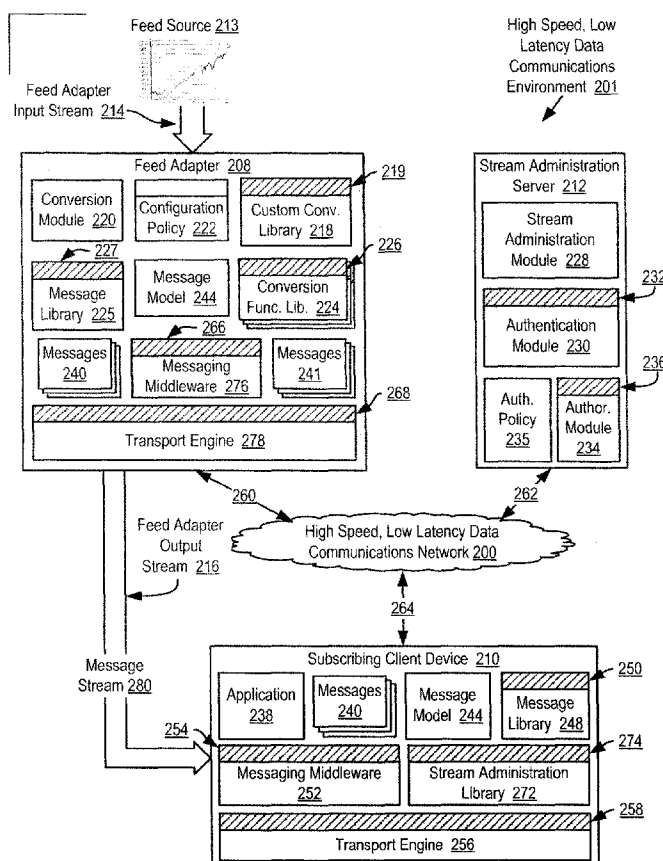 Feed Source 213
High Speed, Low
Latency Data
Communications
Environment 201
Feed Adapter
Input Stream 214
Feed Adapter 208
219
Conversion
Module 220
Configuration
Policy 222
Custom Conv.
Library 218
227
226
Message
Library 225
Message
Model 244
Conversion
Func. Lib. 224
266
Messages
240
Messaging
Middleware 276
Messages
241
268
Transport Engine 278
Stream Administration
Server 212
Stream
Administration
Module 228
232
Authentication
Module 230
236
Auth.
Policy
235
Author.
Module
234
260
262
High Speed, Low Latency Data
Communications Network 200
Feed Adapter
Output
Stream 216
264
Message
Stream 280
Subscribing Client Device 210
250
Application
238
Messages
240
Message
Model 244
Message
Library 248
254
274
Messaging Middleware
252
Stream Administration
Library 272
258
Transport Engine 256